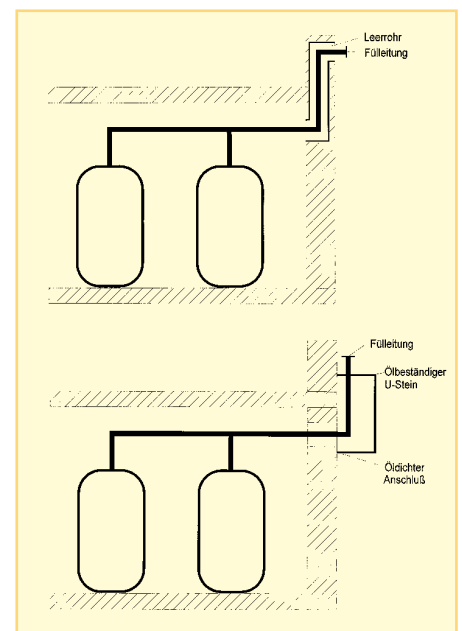 Leerrohr
Fülleitung
Fülleitung
Ölbeständiger
U-Stein
Öldichter
Anschluß